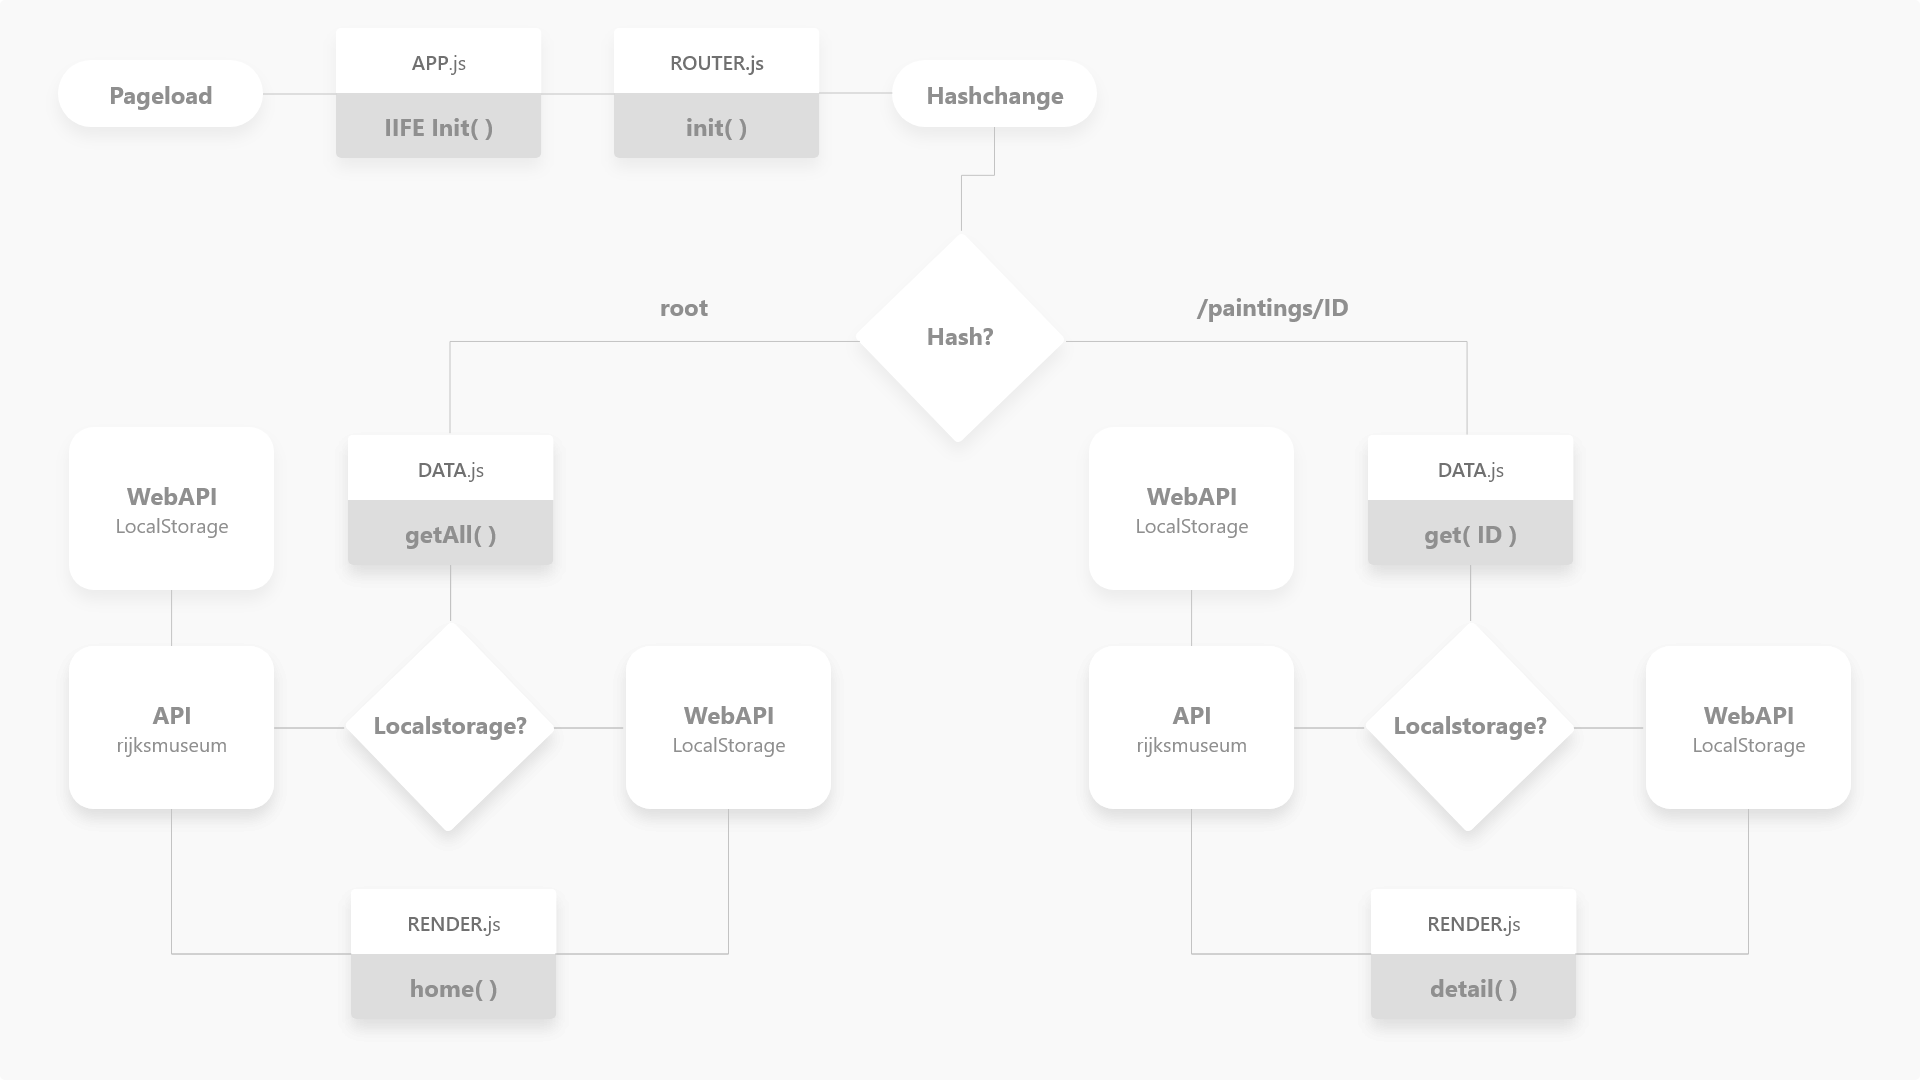 Pageload
APP.js
IIFE Init( )
ROUTER.js
init( )
Hashchange
root
Hash?
/paintings/ID
WebAPI
LocalStorage
DATA.js
getAll( )
API
rijksmuseum
Localstorage?
WebAPI
LocalStorage
RENDER.js
home( )
WebAPI
LocalStorage
DATA.js
get( ID )
API
rijksmuseum
Localstorage?
WebAPI
LocalStorage
RENDER.js
detail( )